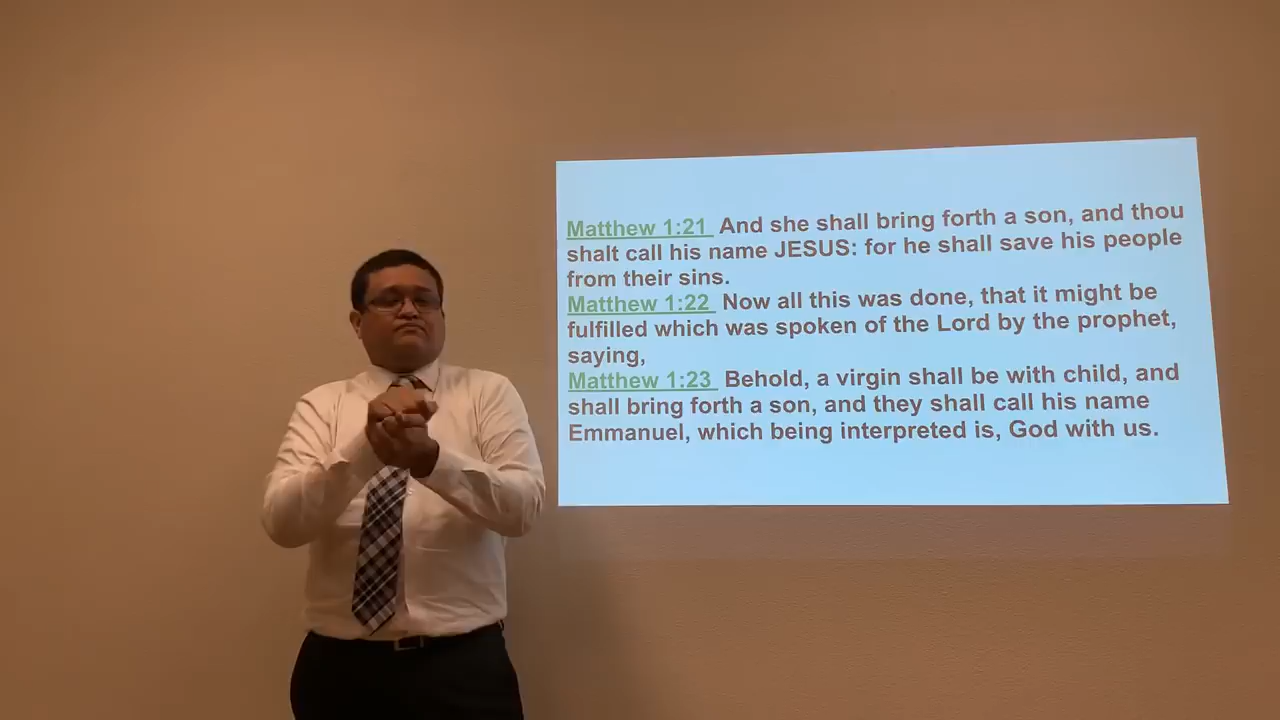 Matthew 1:21 And she shall bring forth a son, and thou
shalt call his name JESUS: for he shall save his people
from their sins.
Matthew 1:22 Now all this was done, that it might be
fulfilled which was spoken of the Lord by the prophet,
saying,
Matthew 1:23 Behold, a virgin shall be with child, and
shall bring forth a son, and they shall call his name
Emmanuel, which being interpreted is, God with us.